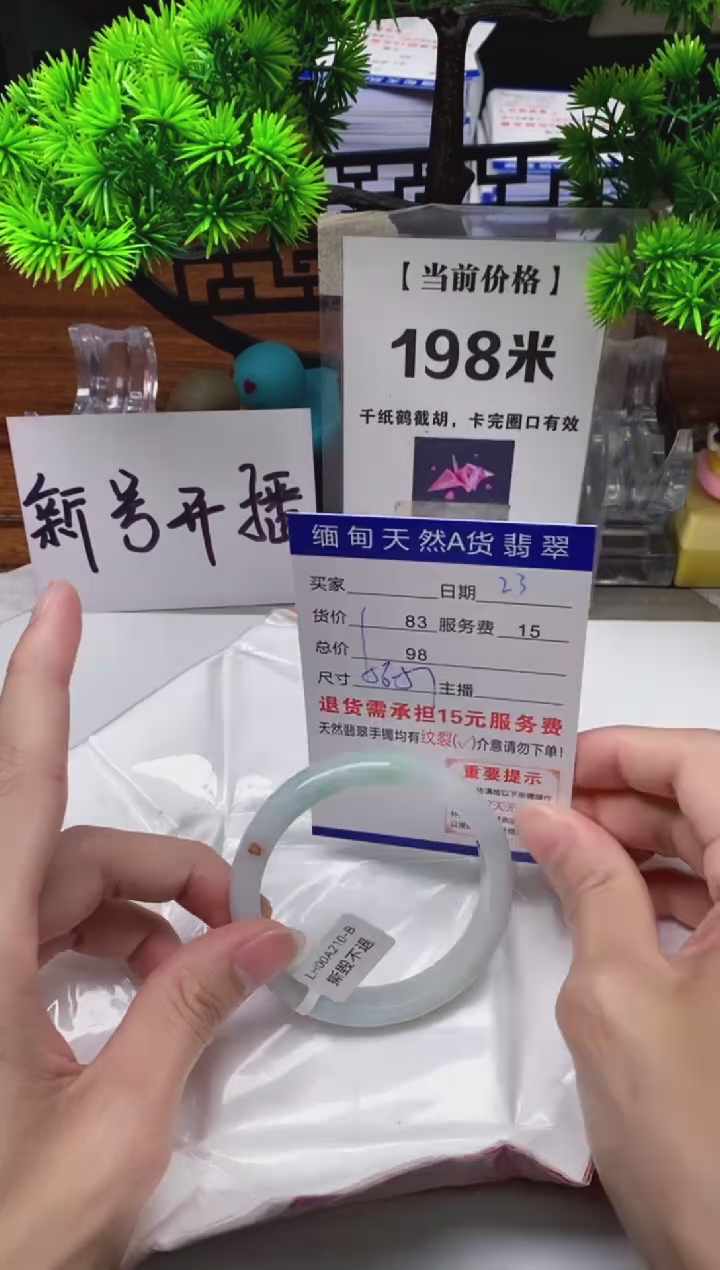 【当前价格】
198米
千纸鹤截胡，卡完圈口有效
新号开播
缅甸天然A货翡翠
买家 日期 23
货价 83 服务费 15
总价 98
尺寸 主播
退货需承担15元服务费
天然翡翠手镯均有纹裂(√)介意请勿下单!
重要提示
撕毁不退